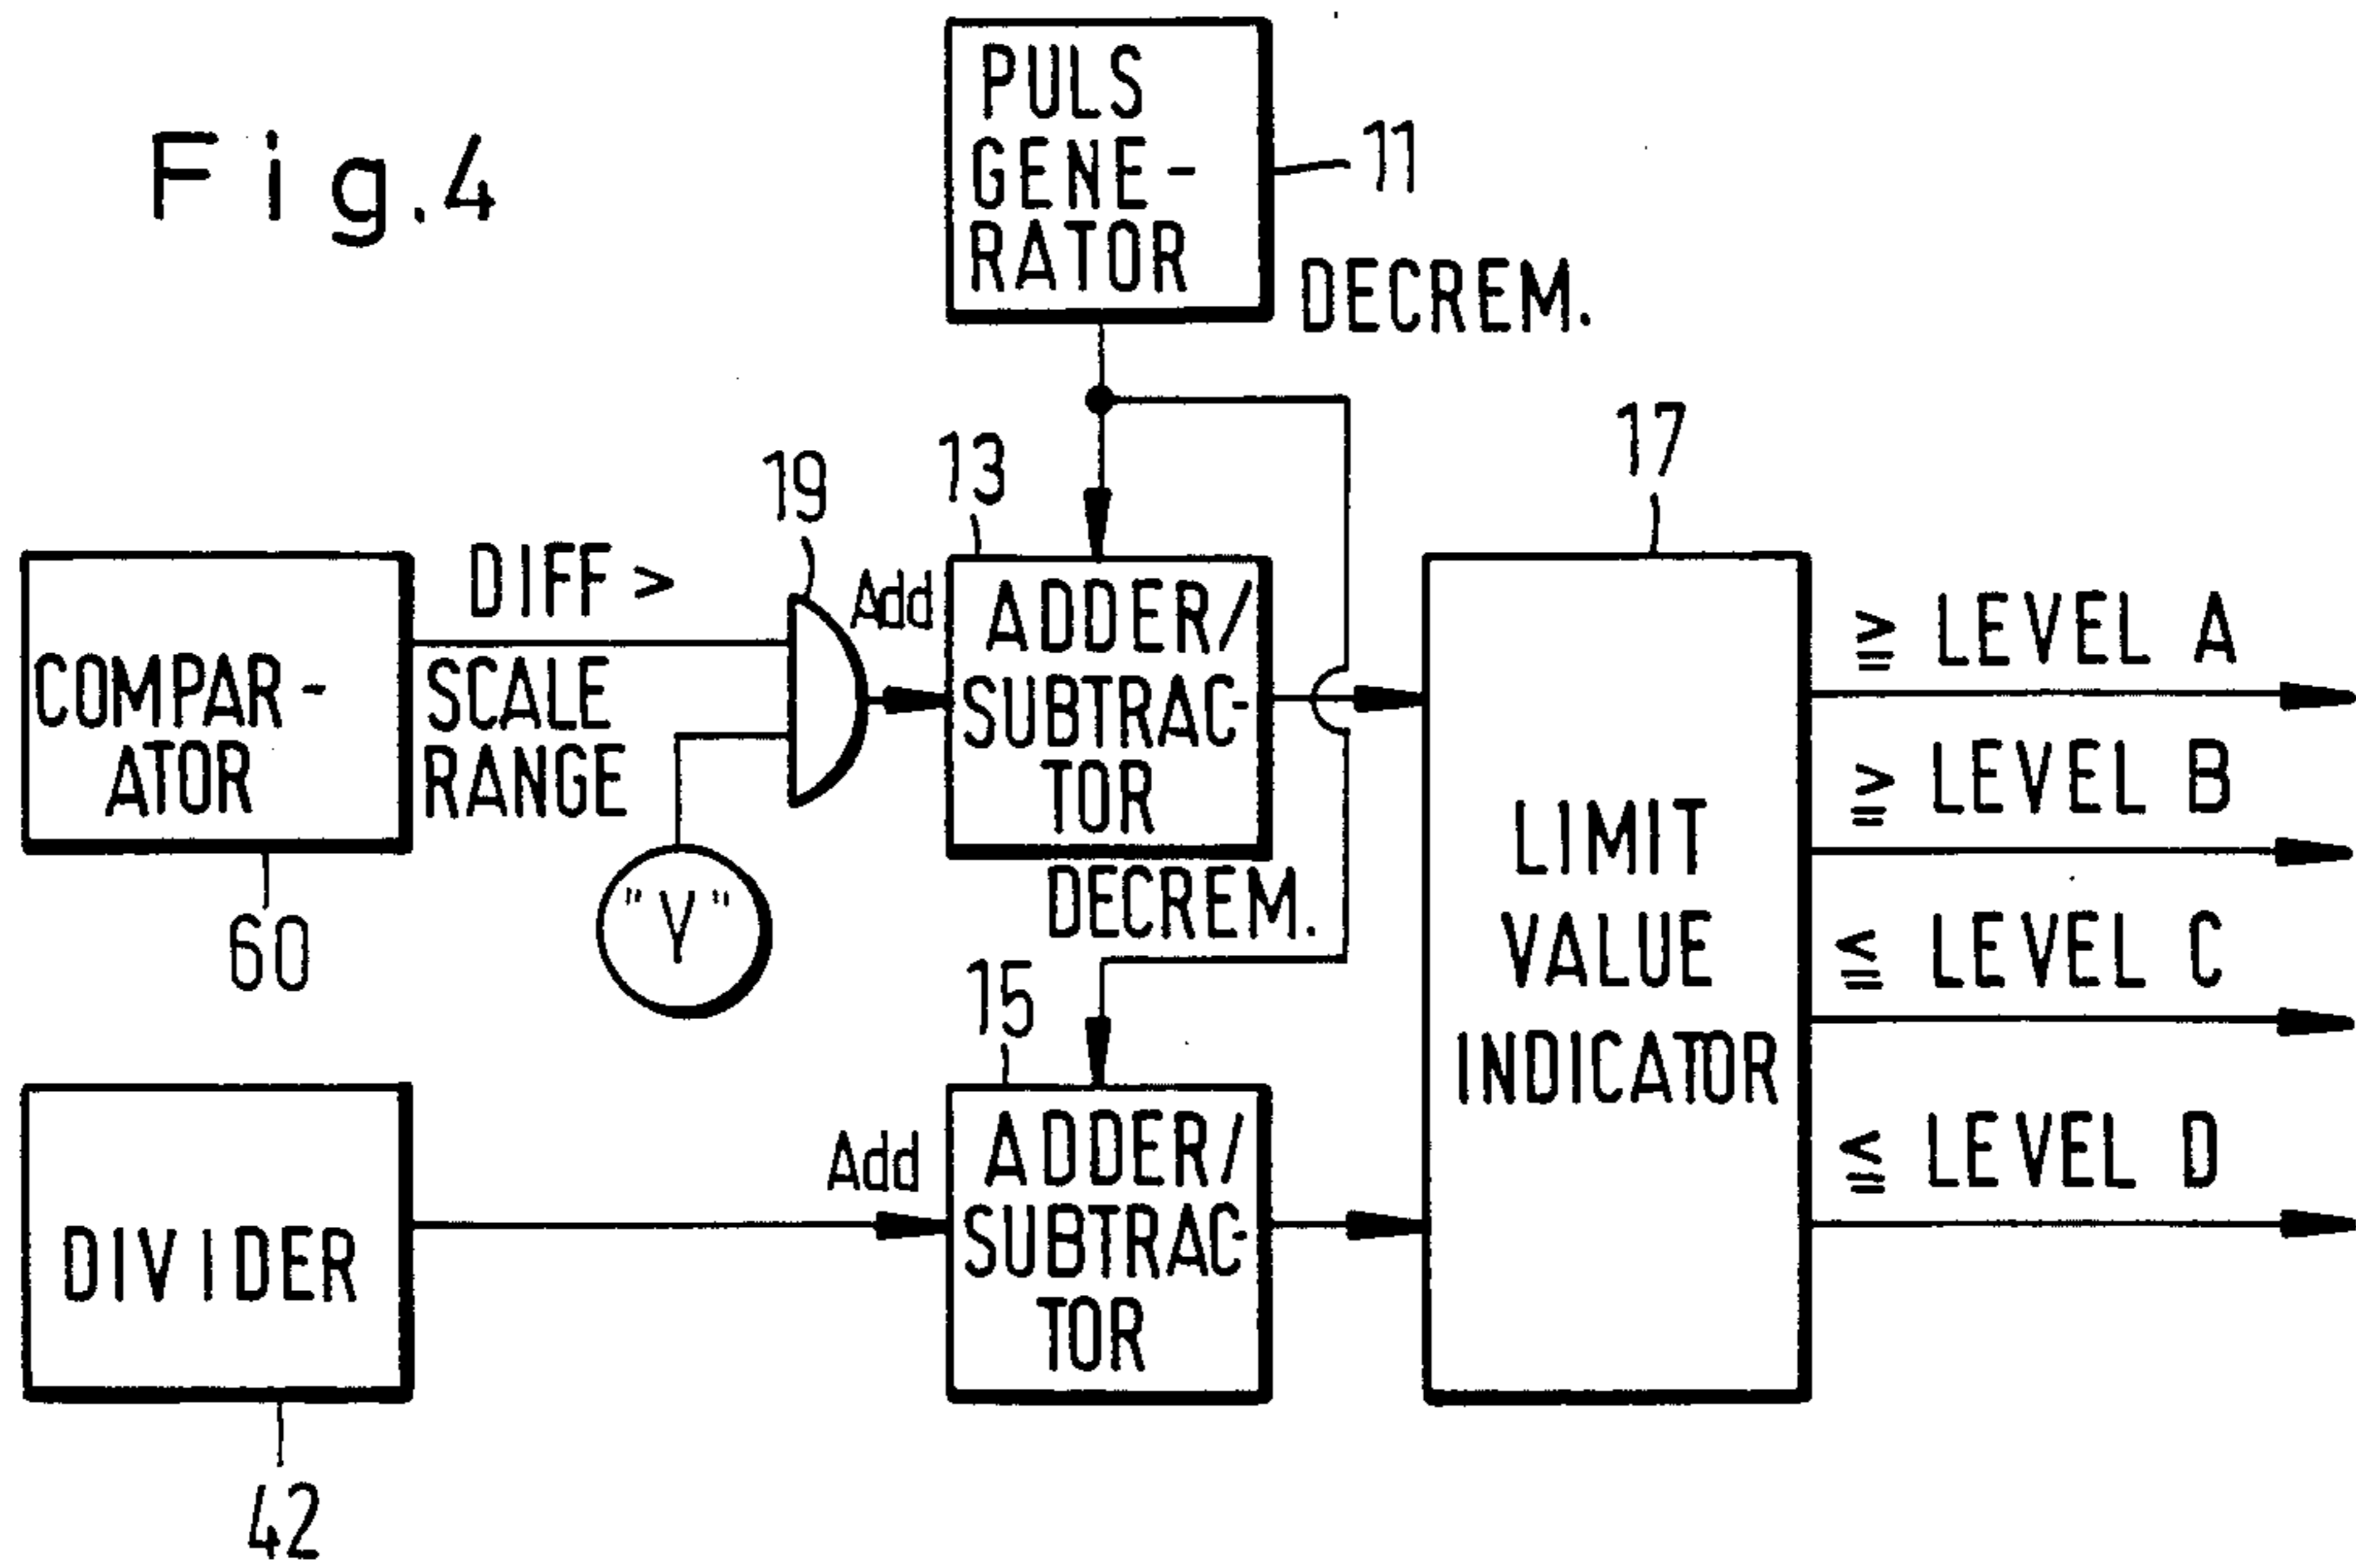 Fig.4
PULS
GENE-
RATOR
11
DECREM.
COMPAR-
ATOR
60
DIFF >
SCALE
RANGE
19
"Y"
Add
13
ADDER/
SUBTRAC-
TOR
DECREM.
17
LIMIT
VALUE
INDICATOR
≧ LEVEL A
≧ LEVEL B
≦ LEVEL C
≦ LEVEL D
DIVIDER
42
Add
15
ADDER/
SUBTRAC-
TOR